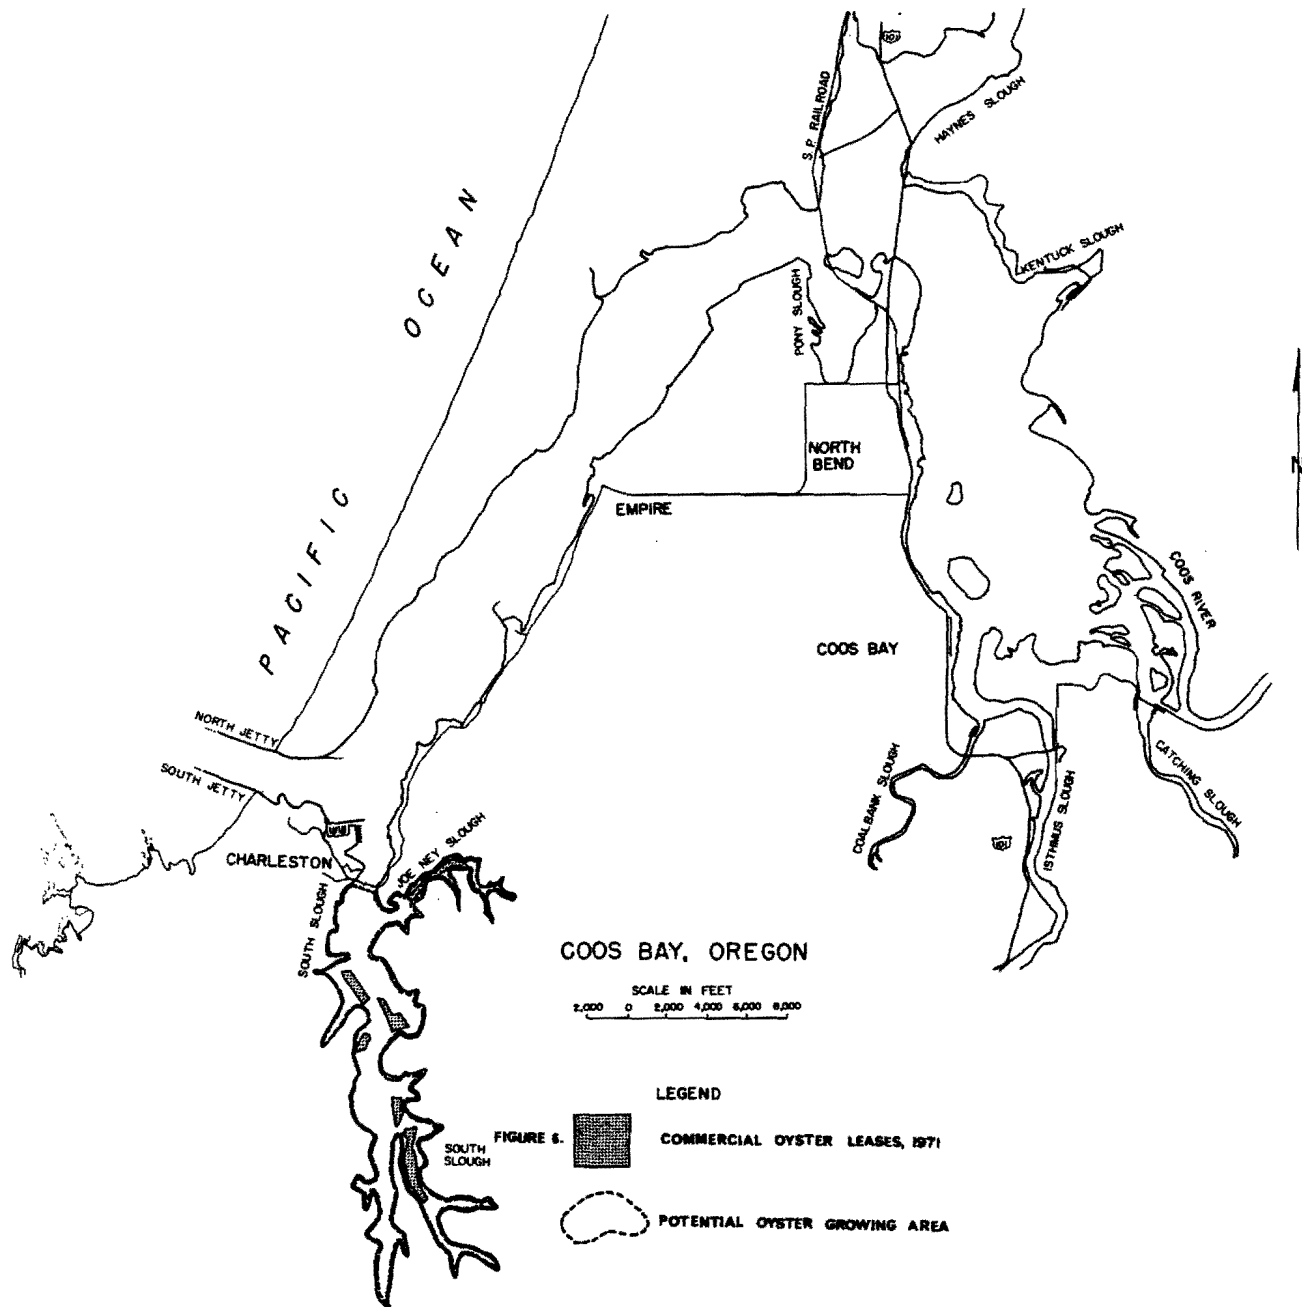 101
HAYNES SLOUGH
S. P. RAILROAD
KENTUCK SLOUGH
PACIFIC OCEAN
PONY SLOUGH
N
NORTH
BEND
EMPIRE
COOS RIVER
COOS BAY
NORTH JETTY
SOUTH JETTY
CATCHING SLOUGH
COALBANK SLOUGH
ISTHMUS SLOUGH
101
JOE NEY SLOUGH
CHARLESTON
SOUTH SLOUGH
COOS BAY, OREGON
SCALE IN FEET
2,000 0 2,000 4,000 6,000 8,000
LEGEND
FIGURE 6.
COMMERCIAL OYSTER LEASES, 1971
SOUTH
SLOUGH
POTENTIAL OYSTER GROWING AREA